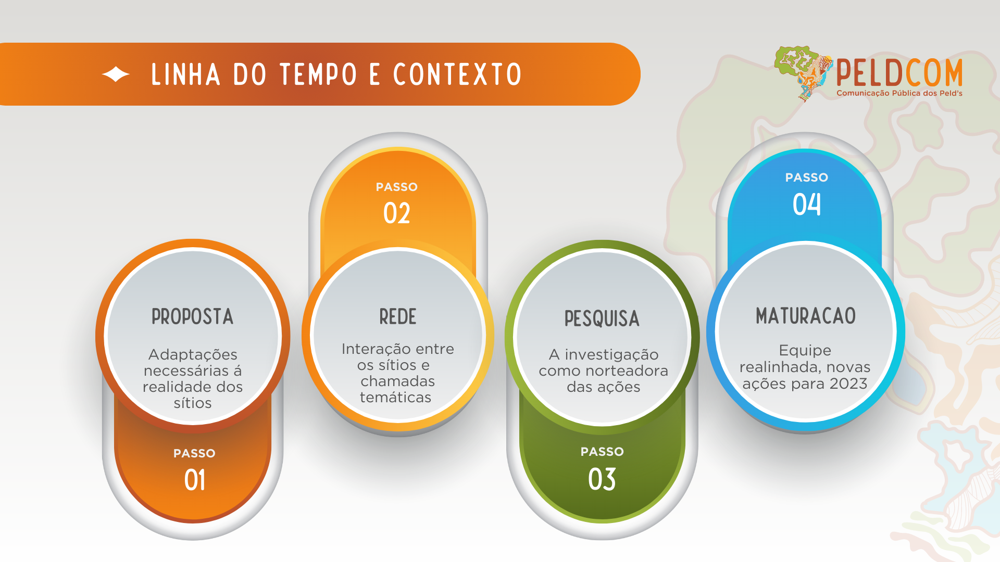 LINHA DO TEMPO E CONTEXTO
PELDCOM
Comunicação Pública dos Peld's
PROPOSTA
Adaptações
necessárias á
realidade dos
sítios
PASSO
01
PASSO
02
REDE
Interação entre
os sítios e
chamadas
temáticas
PESQUISA
A investigação
como norteadora
das ações
PASSO
03
PASSO
04
MATURACAO
Equipe
realinhada, novas
ações para 2023